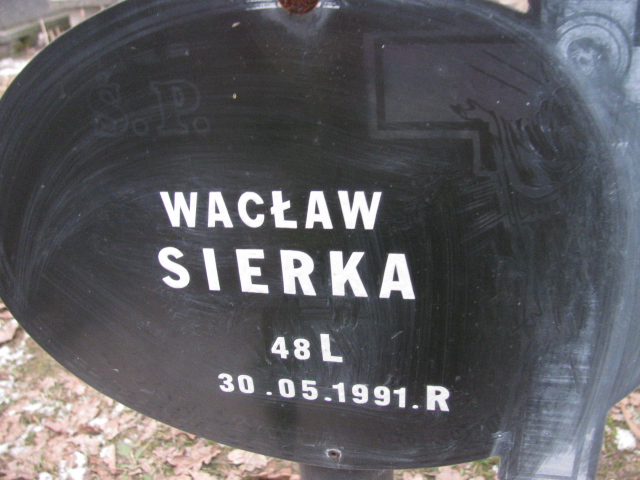 Ś.P.
WACŁAW
SIERKA
48 L
30.05.1991.R